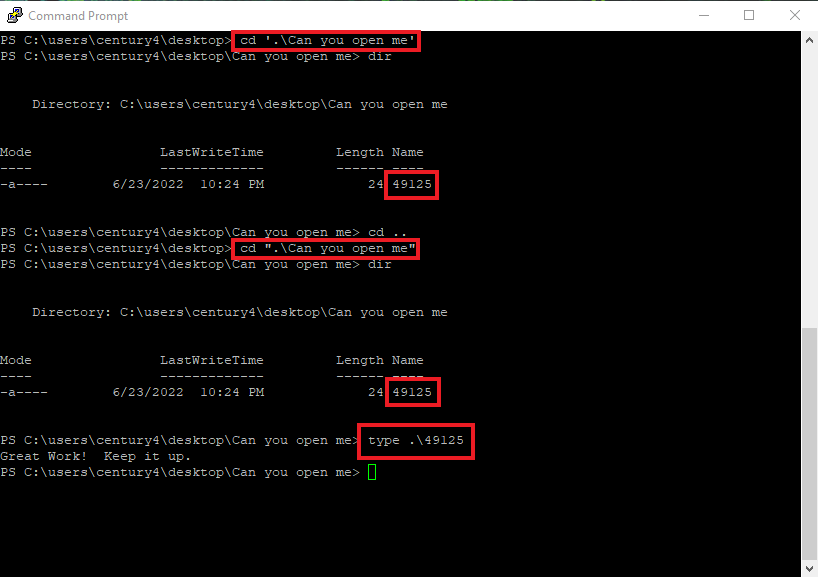 Command Prompt
PS C:\users\century4\desktop> cd '.\Can you open me'
PS C:\users\century4\desktop\Can you open me> dir
Directory: C:\users\century4\desktop\Can you open me
Mode LastWriteTime Length Name
---- ------------- ------ ----
-a---- 6/23/2022 10:24 PM 24 49125
PS C:\users\century4\desktop\Can you open me> cd ..
PS C:\users\century4\desktop> cd ".\Can you open me"
PS C:\users\century4\desktop\Can you open me> dir
Directory: C:\users\century4\desktop\Can you open me
Mode LastWriteTime Length Name
---- ------------- ------ ----
-a---- 6/23/2022 10:24 PM 24 49125
PS C:\users\century4\desktop\Can you open me> type .\49125
Great Work! Keep it up.
PS C:\users\century4\desktop\Can you open me>